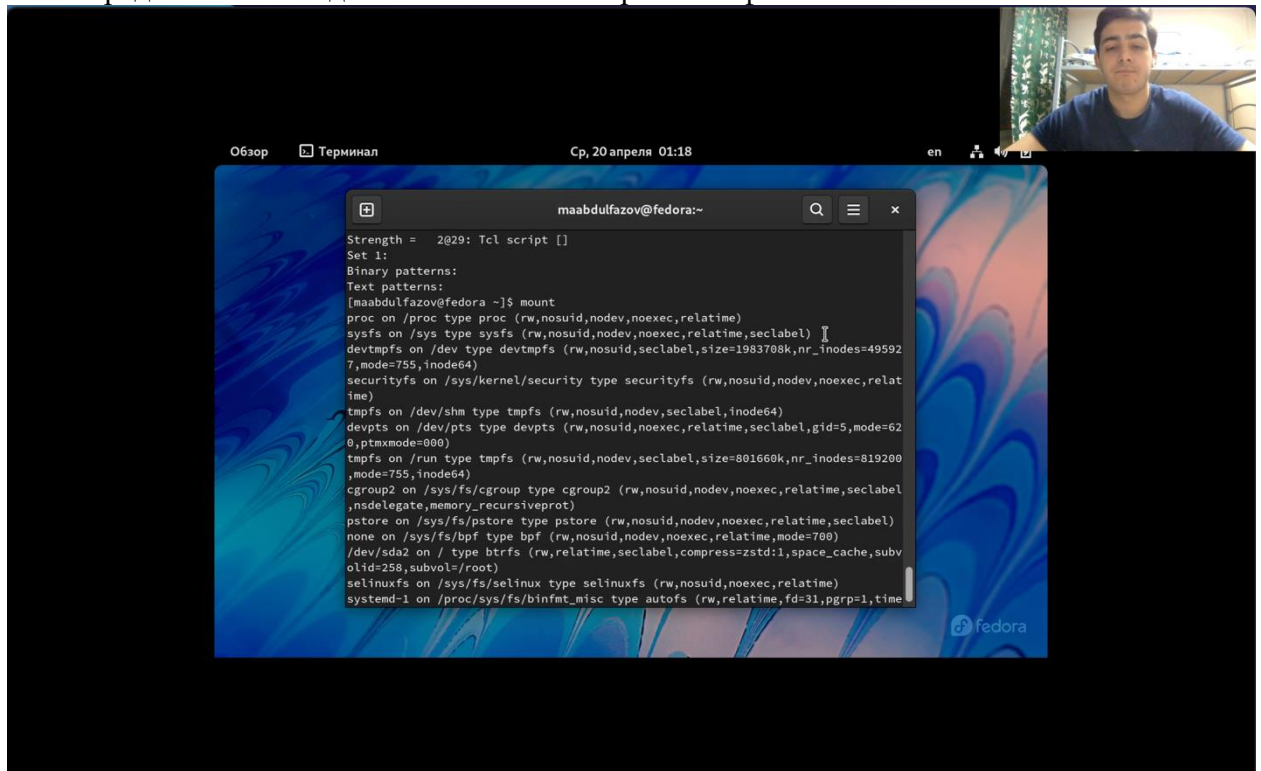 Обзор
Терминал
Ср, 20 апреля 01:18
en
maabdulfazov@fedora:~
Strength =   2@29: Tcl script []
Set 1:
Binary patterns:
Text patterns:
[maabdulfazov@fedora ~]$ mount
proc on /proc type proc (rw,nosuid,nodev,noexec,relatime)
sysfs on /sys type sysfs (rw,nosuid,nodev,noexec,relatime,seclabel)
devtmpfs on /dev type devtmpfs (rw,nosuid,seclabel,size=1983708k,nr_inodes=49592
7,mode=755,inode64)
securityfs on /sys/kernel/security type securityfs (rw,nosuid,nodev,noexec,relat
ime)
tmpfs on /dev/shm type tmpfs (rw,nosuid,nodev,seclabel,inode64)
devpts on /dev/pts type devpts (rw,nosuid,noexec,relatime,seclabel,gid=5,mode=62
0,ptmxmode=000)
tmpfs on /run type tmpfs (rw,nosuid,nodev,seclabel,size=801660k,nr_inodes=819200
,mode=755,inode64)
cgroup2 on /sys/fs/cgroup type cgroup2 (rw,nosuid,nodev,noexec,relatime,seclabel
,nsdelegate,memory_recursiveprot)
pstore on /sys/fs/pstore type pstore (rw,nosuid,nodev,noexec,relatime,seclabel)
none on /sys/fs/bpf type bpf (rw,nosuid,nodev,noexec,relatime,mode=700)
/dev/sda2 on / type btrfs (rw,relatime,seclabel,compress=zstd:1,space_cache,subv
olid=258,subvol=/root)
selinuxfs on /sys/fs/selinux type selinuxfs (rw,nosuid,noexec,relatime)
systemd-1 on /proc/sys/fs/binfmt_misc type autofs (rw,relatime,fd=31,pgrp=1,time
fedora